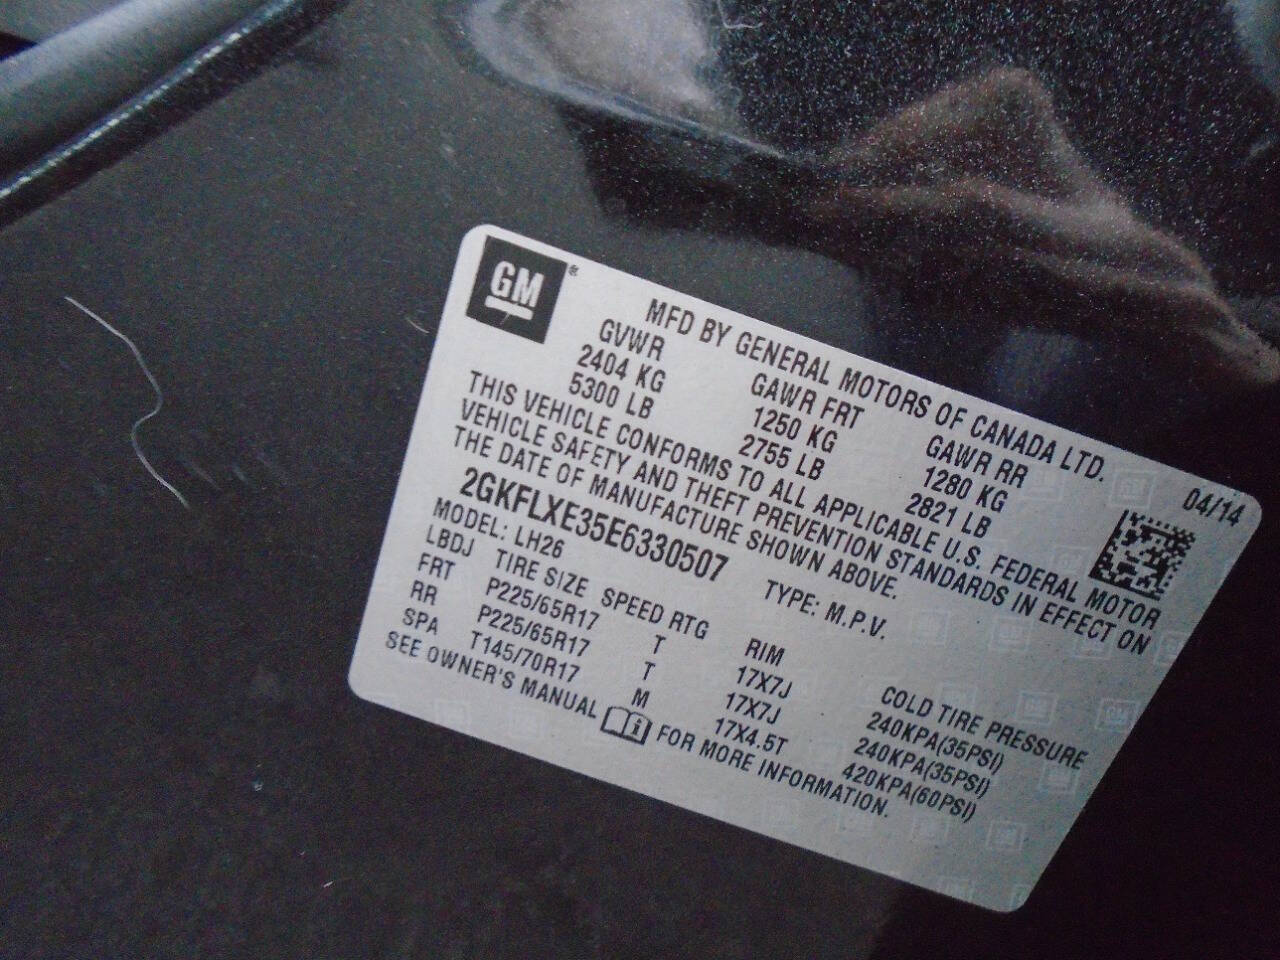 GM
MFD BY GENERAL MOTORS OF CANADA LTD.
04/14
GVWR GAWR FRT GAWR RR
2404 KG 1250 KG 1280 KG
5300 LB 2755 LB 2821 LB
THIS VEHICLE CONFORMS TO ALL APPLICABLE U.S. FEDERAL MOTOR
VEHICLE SAFETY AND THEFT PREVENTION STANDARDS IN EFFECT ON
THE DATE OF MANUFACTURE SHOWN ABOVE.
2GKFLXE35E6330507 TYPE: M.P.V.
MODEL: LH26
LBDJ TIRE SIZE SPEED RTG RIM COLD TIRE PRESSURE
FRT P225/65R17 T 17X7J 240KPA(35PSI)
RR P225/65R17 T 17X7J 240KPA(35PSI)
SPA T145/70R17 M 17X4.5T 420KPA(60PSI)
SEE OWNER'S MANUAL i FOR MORE INFORMATION.